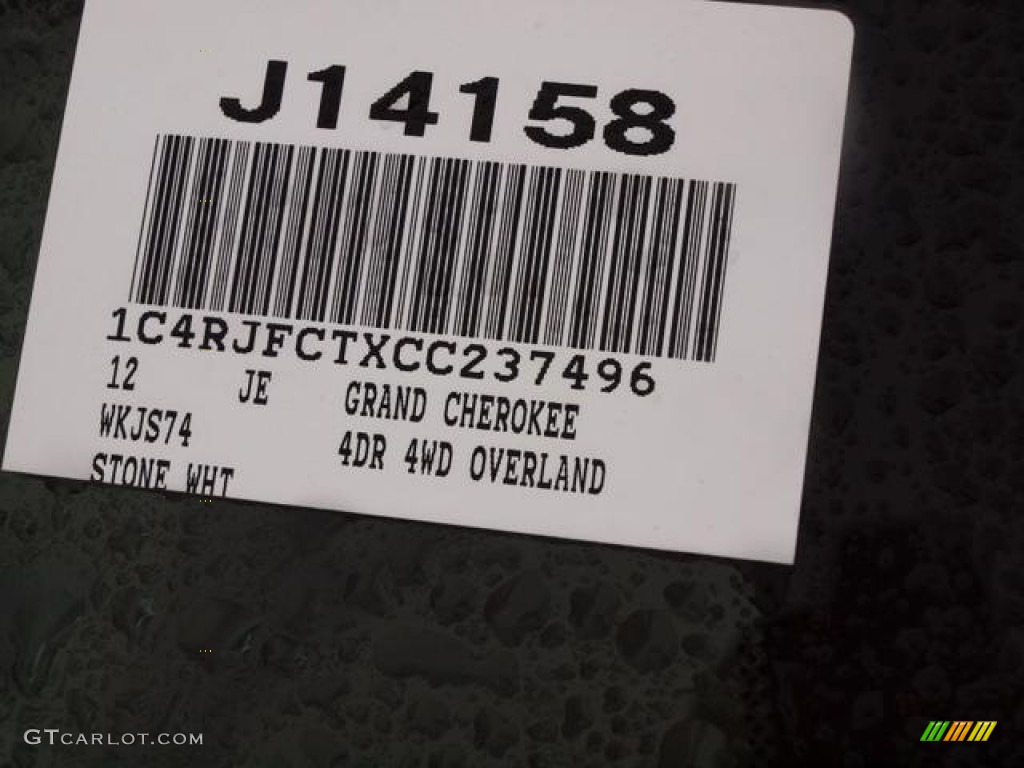 J14158
1C4RJFCTXCC237496
12 JE GRAND CHEROKEE
WKJS74 4DR 4WD OVERLAND
STONE WHT
GTCARLOT.COM